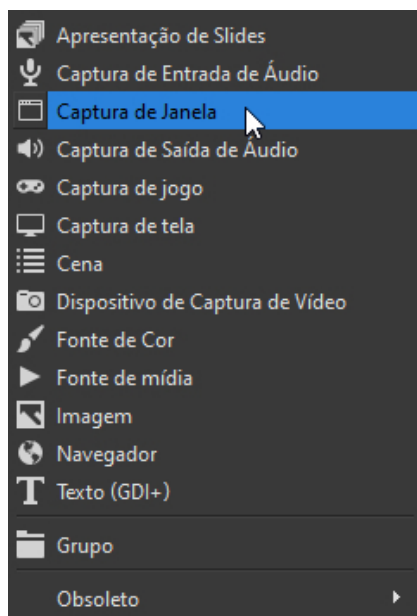 Apresentação de Slides
Captura de Entrada de Áudio
Captura de Janela
Captura de Saída de Áudio
Captura de jogo
Captura de tela
Cena
Dispositivo de Captura de Vídeo
Fonte de Cor
Fonte de mídia
Imagem
Navegador
Texto (GDI+)
Grupo
Obsoleto